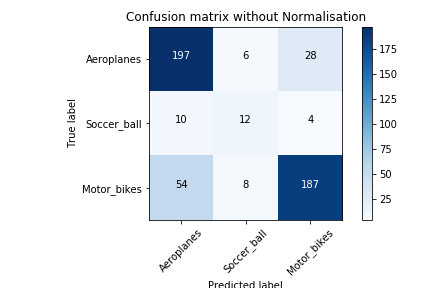 Confusion matrix without Normalisation
True label
Aeroplanes 197 6 28
Soccer_ball 10 12 4
Motor_bikes 54 8 187
Aeroplanes Soccer_ball Motor_bikes
Predicted label
175
150
125
100
75
50
25